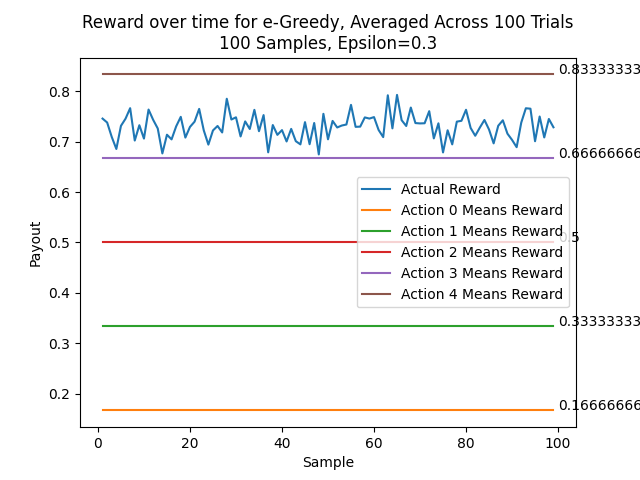 Reward over time for e-Greedy, Averaged Across 100 Trials
100 Samples, Epsilon=0.3
Payout
0.8
0.7
0.6
0.5
0.4
0.3
0.2
0.83333333
0.66666666
0.5
0.33333333
0.16666666
Actual Reward
Action 0 Means Reward
Action 1 Means Reward
Action 2 Means Reward
Action 3 Means Reward
Action 4 Means Reward
0
20
40
60
80
100
Sample